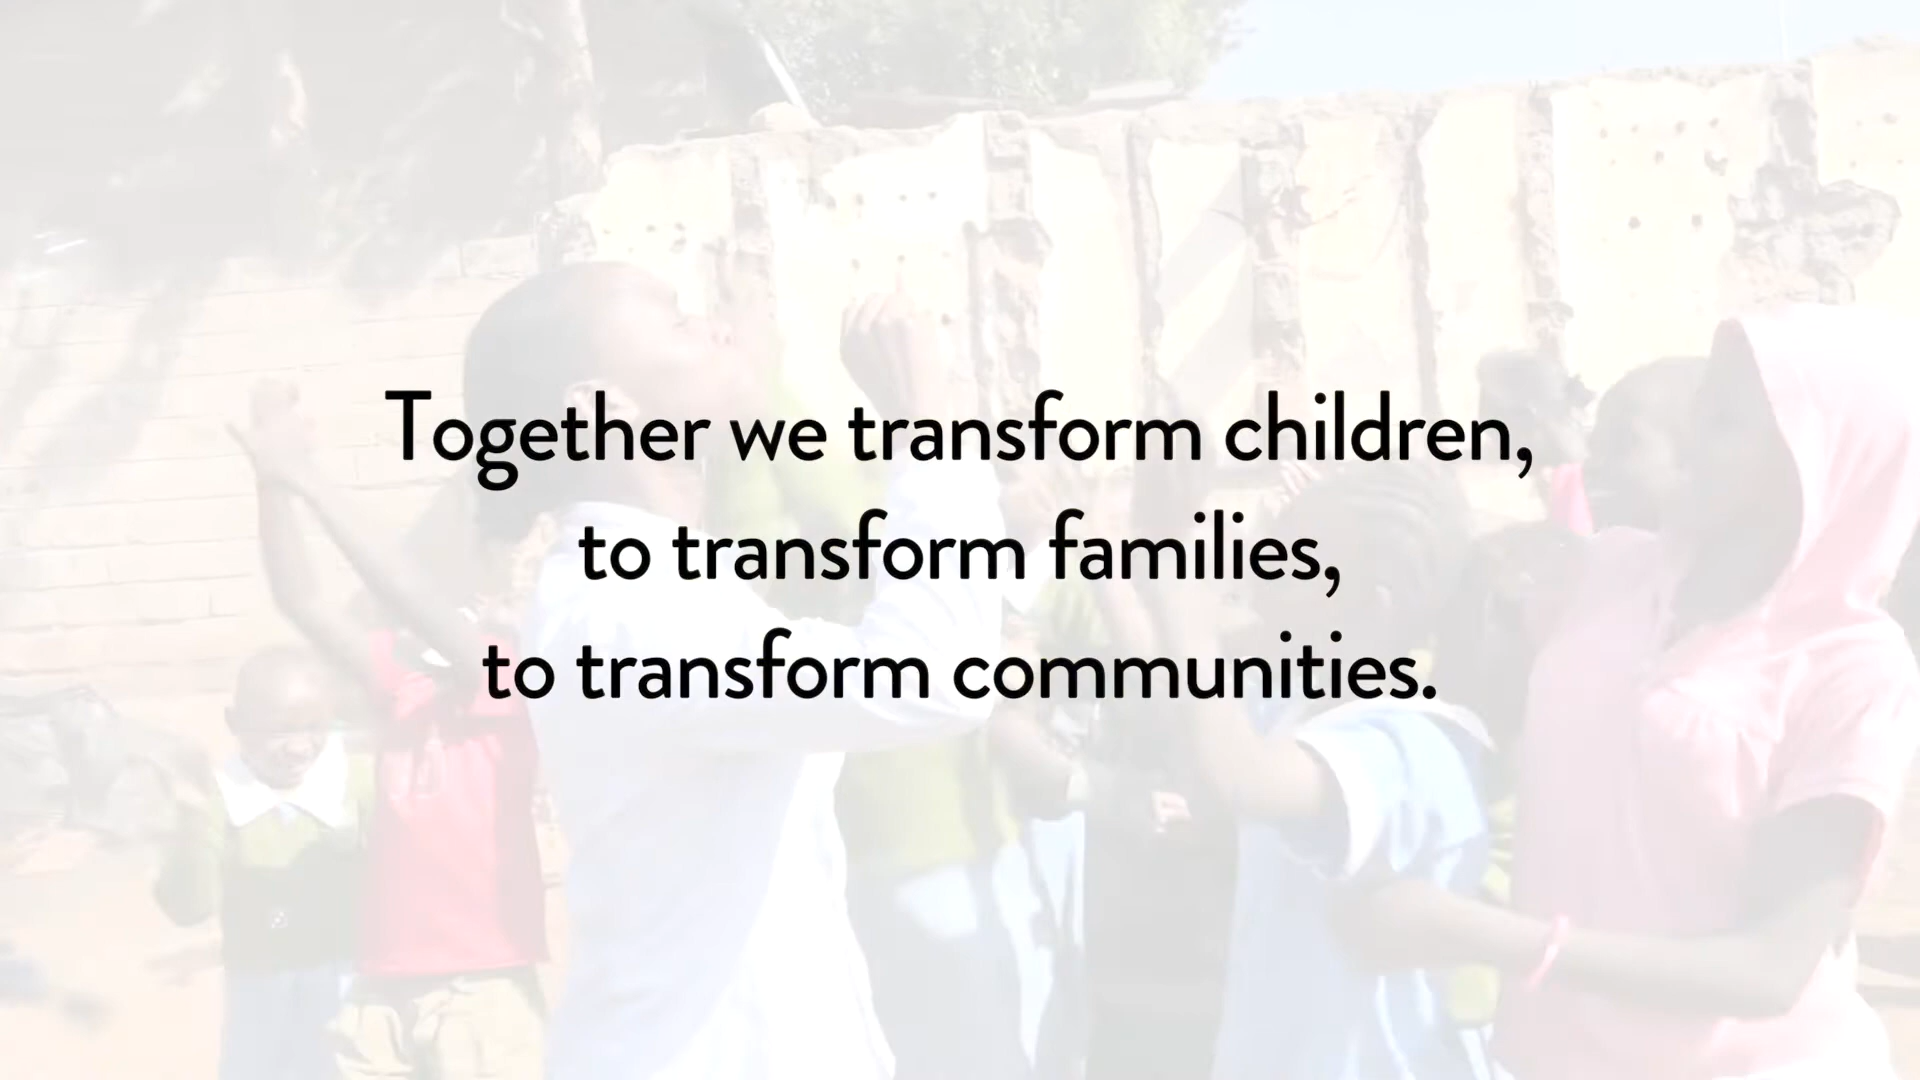 Together we transform children,
to transform families,
to transform communities.